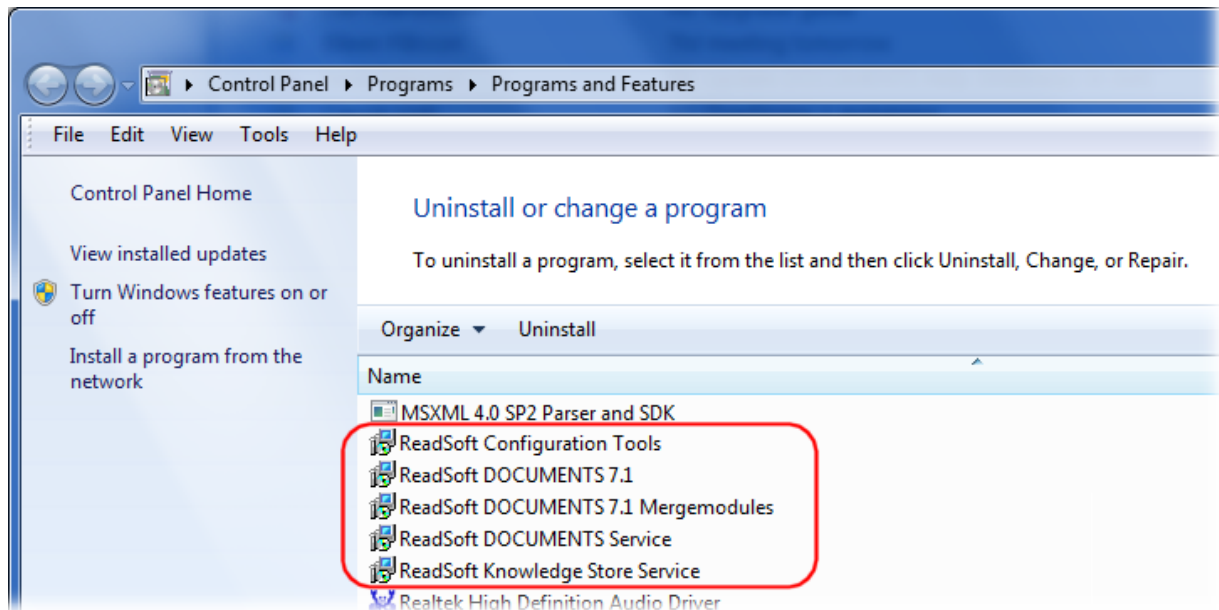 Control Panel Programs Programs and Features
File Edit View Tools Help
Control Panel Home
View installed updates
Turn Windows features on or
off
Install a program from the
network
Uninstall or change a program
To uninstall a program, select it from the list and then click Uninstall, Change, or Repair.
Organize Uninstall
Name
MSXML 4.0 SP2 Parser and SDK
ReadSoft Configuration Tools
ReadSoft DOCUMENTS 7.1
ReadSoft DOCUMENTS 7.1 Mergemodules
ReadSoft DOCUMENTS Service
ReadSoft Knowledge Store Service
Realtek High Definition Audio Driver